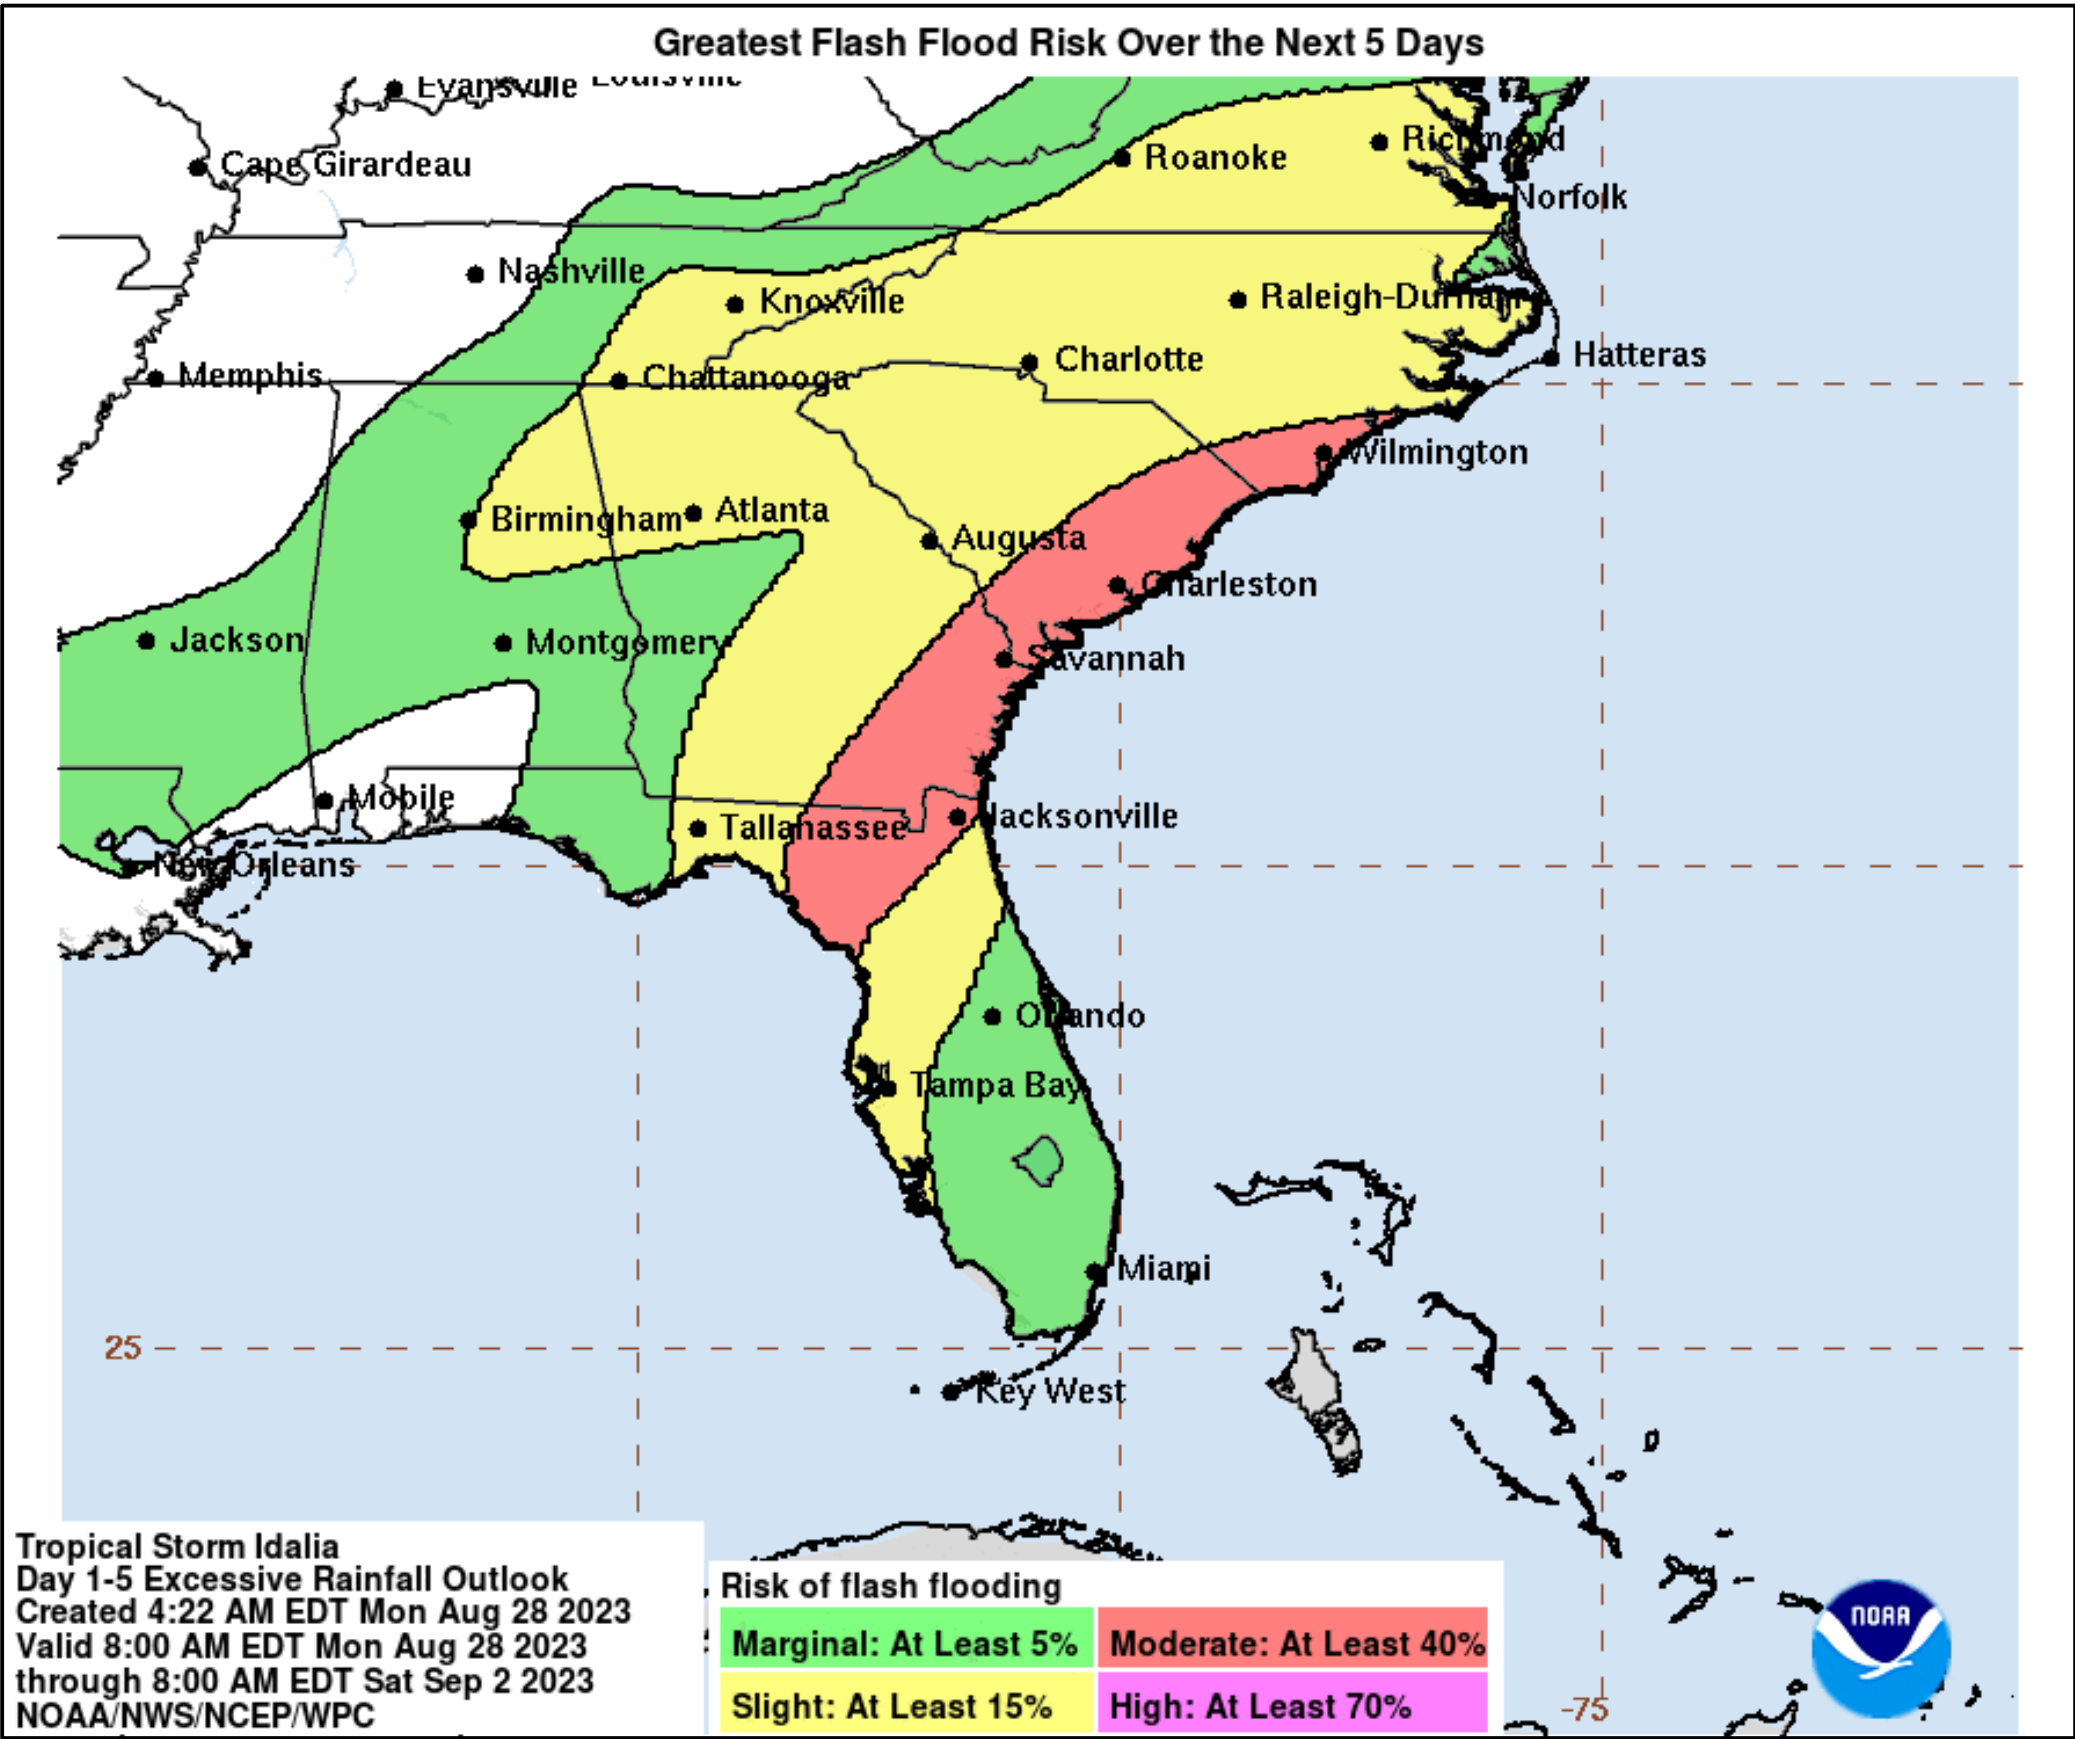 Greatest Flash Flood Risk Over the Next 5 Days
Evansville
Louisville
Cape Girardeau
Roanoke
Richmond
Norfolk
Nashville
Knoxville
Raleigh-Durham
Memphis
Chattanooga
Charlotte
Hatteras
Wilmington
Birmingham
Atlanta
Augusta
Charleston
Jackson
Montgomery
Savannah
Mobile
Tallahassee
Jacksonville
New Orleans
Orlando
Tampa Bay
Miami
25
Key West
Tropical Storm Idalia
Day 1-5 Excessive Rainfall Outlook
Created 4:22 AM EDT Mon Aug 28 2023
Valid 8:00 AM EDT Mon Aug 28 2023
through 8:00 AM EDT Sat Sep 2 2023
NOAA/NWS/NCEP/WPC
Risk of flash flooding
Marginal: At Least 5%
Moderate: At Least 40%
Slight: At Least 15%
High: At Least 70%
-75
NOAA